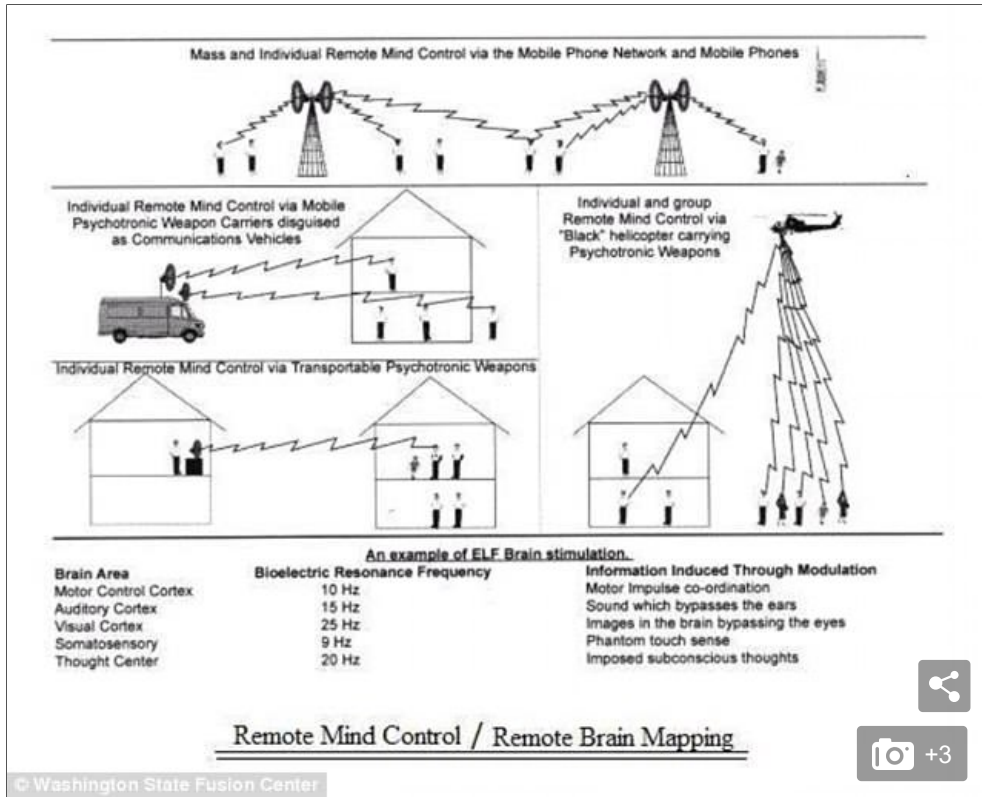 Mass and Individual Remote Mind Control via the Mobile Phone Network and Mobile Phones
Individual Remote Mind Control via Mobile
Psychotronic Weapon Carriers disguised
as Communications Vehicles
Individual and group
Remote Mind Control via
"Black" helicopter carrying
Psychotronic Weapons
Individual Remote Mind Control via Transportable Psychotronic Weapons
An example of ELF Brain stimulation.
Brain Area Bioelectric Resonance Frequency Information Induced Through Modulation
Motor Control Cortex 10 Hz Motor Impulse co-ordination
Auditory Cortex 15 Hz Sound which bypasses the ears
Visual Cortex 25 Hz Images in the brain bypassing the eyes
Somatosensory 9 Hz Phantom touch sense
Thought Center 20 Hz Imposed subconscious thoughts
Remote Mind Control / Remote Brain Mapping
+3
© Washington State Fusion Center